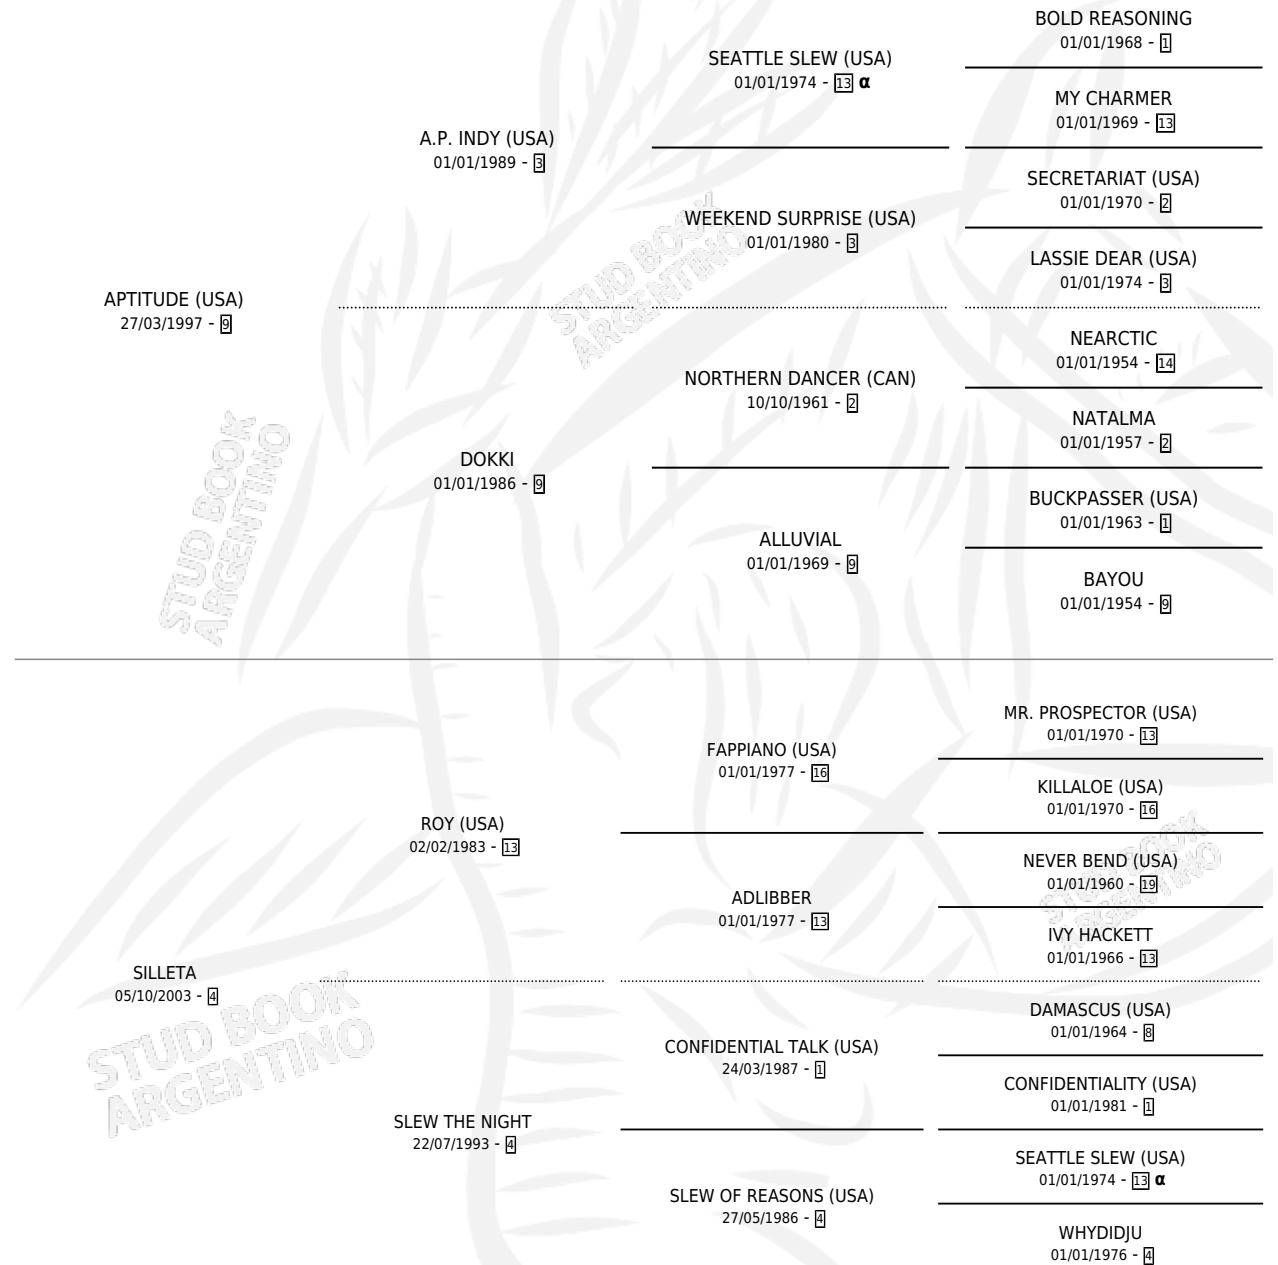 APTITUDE (USA)
27/03/1997 - 9
A.P. INDY (USA)
01/01/1989 - 3
SEATTLE SLEW (USA)
01/01/1974 - 13 α
BOLD REASONING
01/01/1968 - 1
MY CHARMER
01/01/1969 - 13
WEEKEND SURPRISE (USA)
01/01/1980 - 3
SECRETARIAT (USA)
01/01/1970 - 2
LASSIE DEAR (USA)
01/01/1974 - 3
DOKKI
01/01/1986 - 9
NORTHERN DANCER (CAN)
10/10/1961 - 2
NEARCTIC
01/01/1954 - 14
NATALMA
01/01/1957 - 2
ALLUVIAL
01/01/1969 - 9
BUCKPASSER (USA)
01/01/1963 - 1
BAYOU
01/01/1954 - 9
SILLETA
05/10/2003 - 4
ROY (USA)
02/02/1983 - 13
FAPPIANO (USA)
01/01/1977 - 16
MR. PROSPECTOR (USA)
01/01/1970 - 13
KILLALOE (USA)
01/01/1970 - 16
ADLIBBER
01/01/1977 - 13
NEVER BEND (USA)
01/01/1960 - 19
IVY HACKETT
01/01/1966 - 13
SLEW THE NIGHT
22/07/1993 - 4
CONFIDENTIAL TALK (USA)
24/03/1987 - 1
DAMASCUS (USA)
01/01/1964 - 8
CONFIDENTIALITY (USA)
01/01/1981 - 1
SLEW OF REASONS (USA)
27/05/1986 - 4
SEATTLE SLEW (USA)
01/01/1974 - 13 α
WHYDIDJU
01/01/1976 - 4
STUD BOOK
ARGENTINO
STUD BOOK
ARGENTINO
STUD BOOK
ARGENTINO
STUD BOOK
ARGENTINO